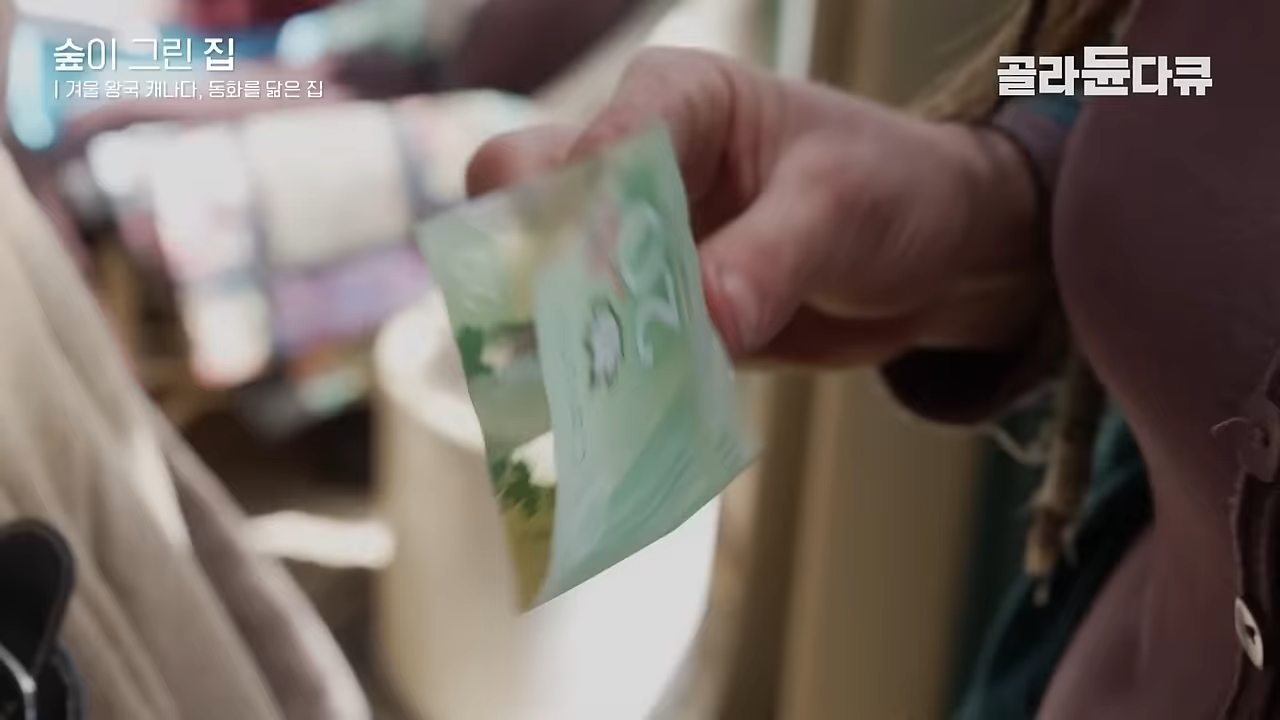 숲이 그린 집
골라듄다큐
| 겨울 왕국 캐나다, 동화를 닮은 집
20